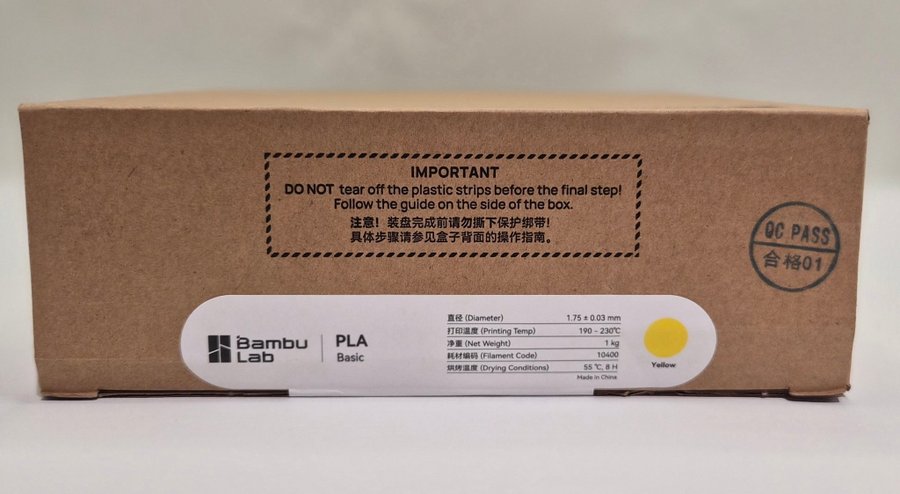 IMPORTANT
DO NOT tear off the plastic strips before the final step!
Follow the guide on the side of the box.
注意! 装盘完成前请勿撕下保护绑带!
具体步骤请参见盒子背面的操作指南。
QC PASS
合格01
Bambu
Lab
PLA
Basic
直径 (Diameter) 1.75 ± 0.03 mm
打印温度 (Printing Temp) 190 - 230℃
净重 (Net Weight) 1 kg
耗材编码 (Filament Code) 10400
烘烤温度 (Drying Conditions) 55 ℃, 8 H
Made in China
Yellow